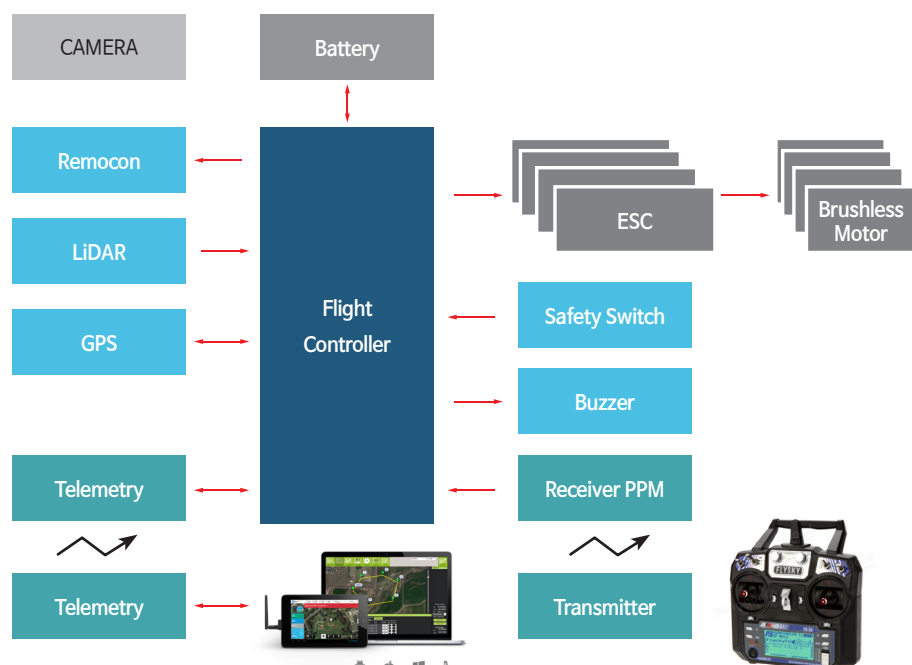 CAMERA
Battery
Remocon
LiDAR
GPS
Telemetry
Telemetry
Flight
Controller
ESC
Brushless
Motor
Safety Switch
Buzzer
Receiver PPM
Transmitter
FLYSKY